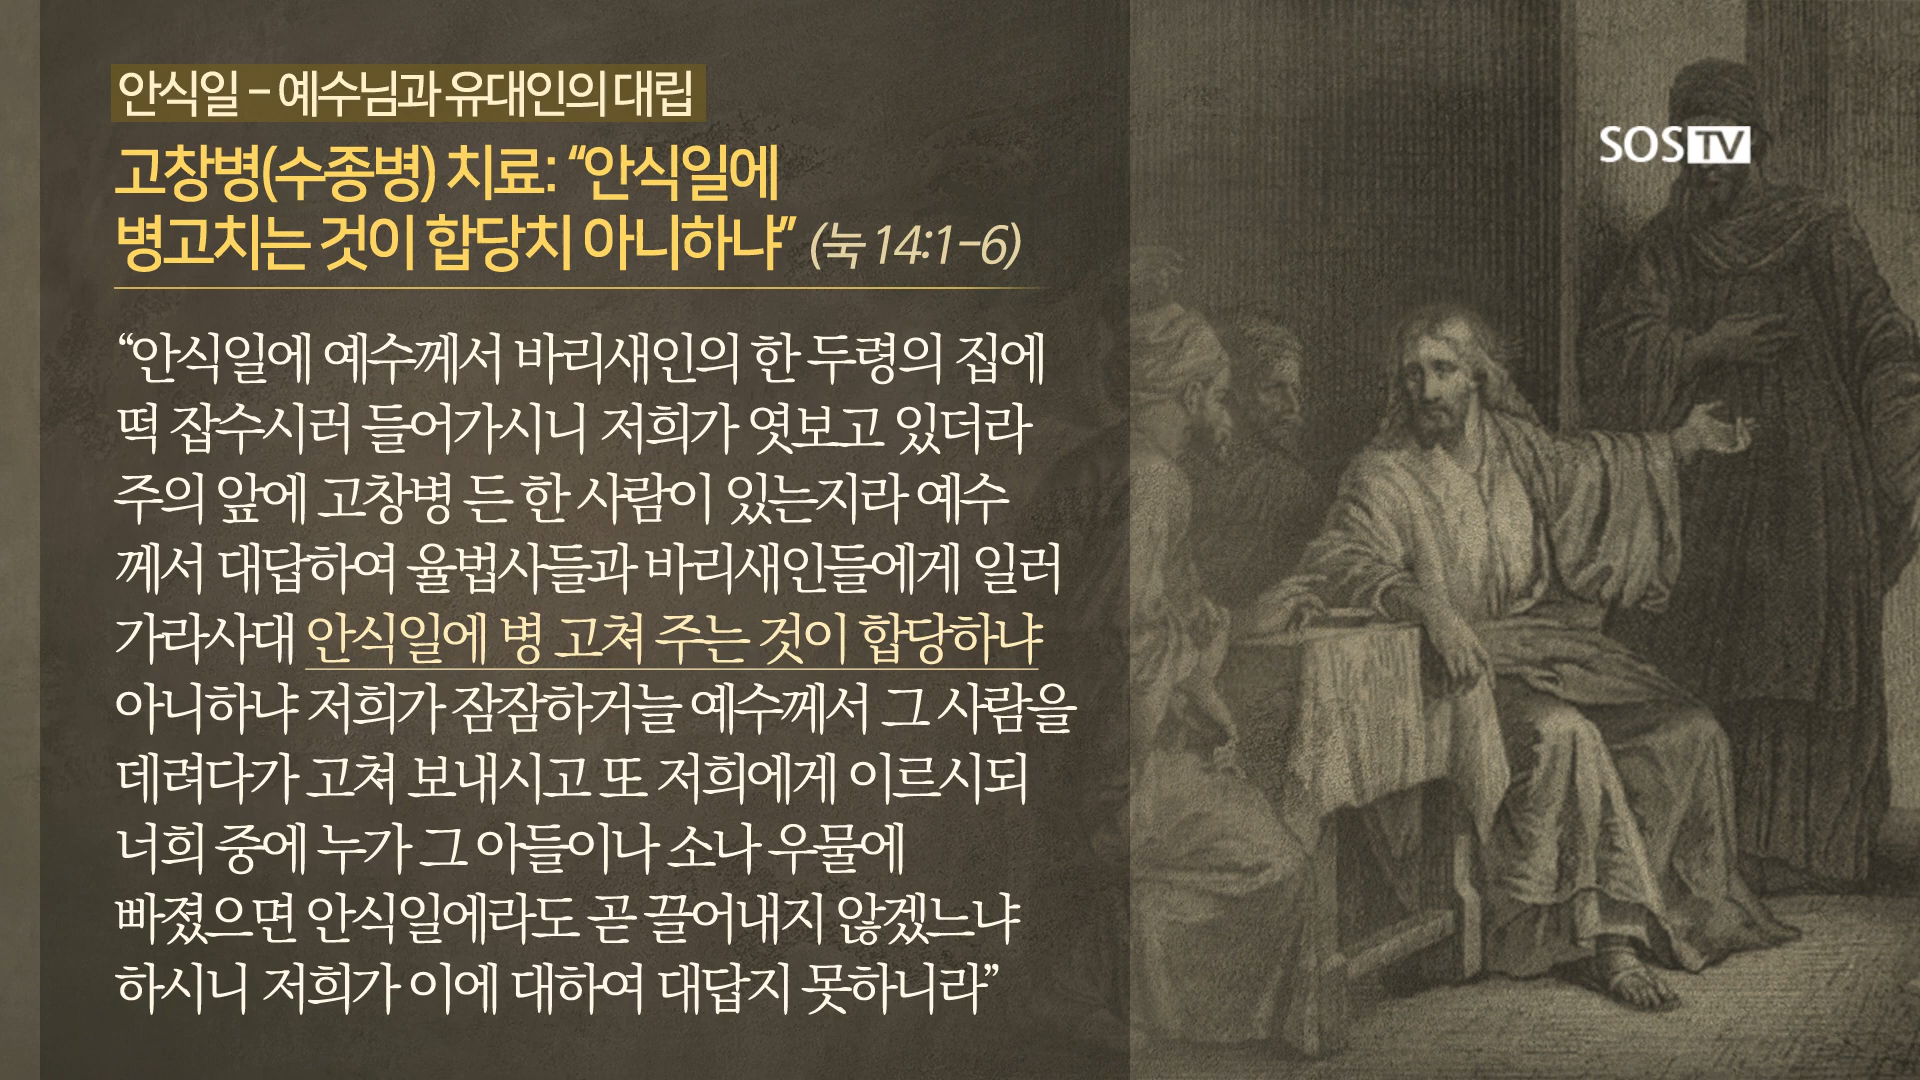 안식일 – 예수님과 유대인의 대립
고창병(수종병) 치료: “안식일에
병고치는 것이 합당치 아니하냐” (눅 14:1-6)
SOSTV
“안식일에 예수께서 바리새인의 한 두령의 집에
떡 잡수시러 들어가시니 저희가 엿보고 있더라
주의 앞에 고창병 든 한 사람이 있는지라 예수
께서 대답하여 율법사들과 바리새인들에게 일러
가라사대 안식일에 병 고쳐 주는 것이 합당하냐
아니하냐 저희가 잠잠하거늘 예수께서 그 사람을
데려다가 고쳐 보내시고 또 저희에게 이르시되
너희 중에 누가 그 아들이나 소나 우물에
빠졌으면 안식일에라도 곧 끌어내지 않겠느냐
하시니 저희가 이에 대하여 대답지 못하니라”